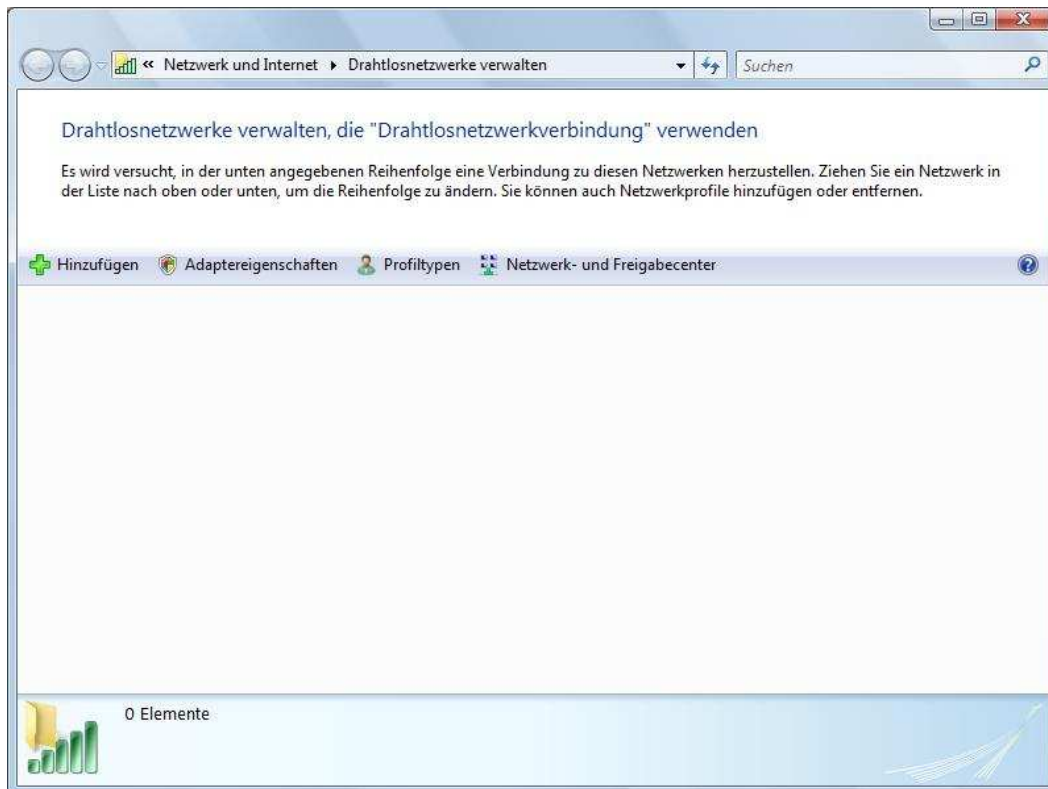 « Netzwerk und Internet ▸ Drahtlosnetzwerke verwalten
Suchen
Drahtlosnetzwerke verwalten, die "Drahtlosnetzwerkverbindung" verwenden
Es wird versucht, in der unten angegebenen Reihenfolge eine Verbindung zu diesen Netzwerken herzustellen. Ziehen Sie ein Netzwerk in
der Liste nach oben oder unten, um die Reihenfolge zu ändern. Sie können auch Netzwerkprofile hinzufügen oder entfernen.
Hinzufügen Adaptereigenschaften Profiltypen Netzwerk- und Freigabecenter
0 Elemente